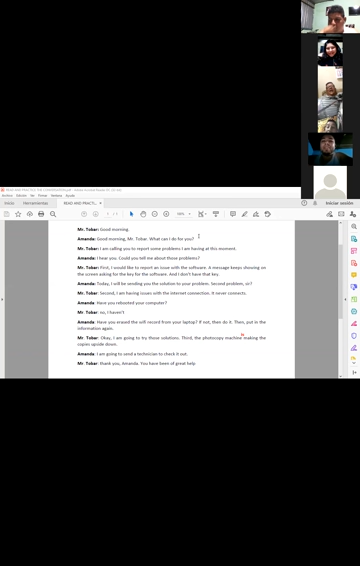 Inicio Herramientas READ AND PRACTI... × Iniciar sesión
Mr. Tobar: Good morning.
Amanda: Good morning, Mr. Tobar. What can I do for you?
Mr. Tobar: I am calling you to report some problems I am having at this moment.
Amanda: I hear you. Could you tell me about those problems?
Mr. Tobar: First, I would like to report an issue with the software. A message keeps showing on
the screen asking for the key for the software. And I don't have that key.
Amanda: Today, I will be sending you the solution to your problem. Second problem, sir?
Mr. Tobar: Second, I am having issues with the internet connection. It never connects.
Amanda: Have you rebooted your computer?
Mr. Tobar: no, I haven't
Amanda: Have you erased the wifi record from your laptop? If not, then do it. Then, put in the
information again.
is
Mr. Tobar: Okay, I am going to try those solutions. Third, the photocopy machine making the
copies upside down.
Amanda: I am going to send a technician to check it out.
Mr. Tobar: thank you, Amanda. You have been of great help.